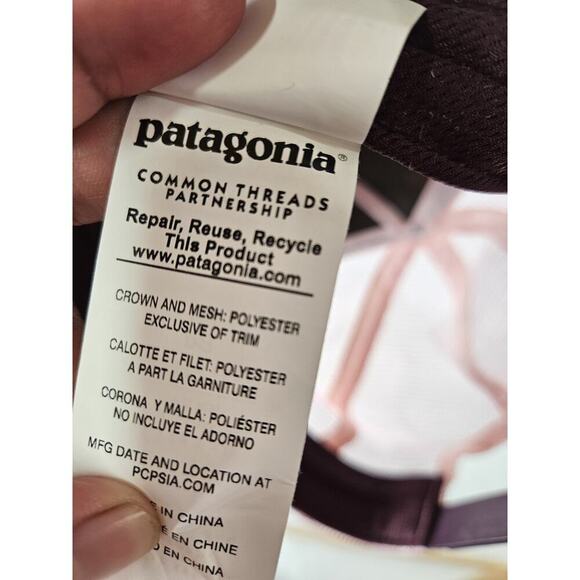 patagonia®
COMMON THREADS
PARTNERSHIP
Repair, Reuse, Recycle
This Product
www.patagonia.com
CROWN AND MESH: POLYESTER
EXCLUSIVE OF TRIM
CALOTTE ET FILET: POLYESTER
A PART LA GARNITURE
CORONA Y MALLA: POLIÉSTER
NO INCLUYE EL ADORNO
MFG DATE AND LOCATION AT
PCPSIA.COM
IN CHINA
EN CHINE
EN CHINA